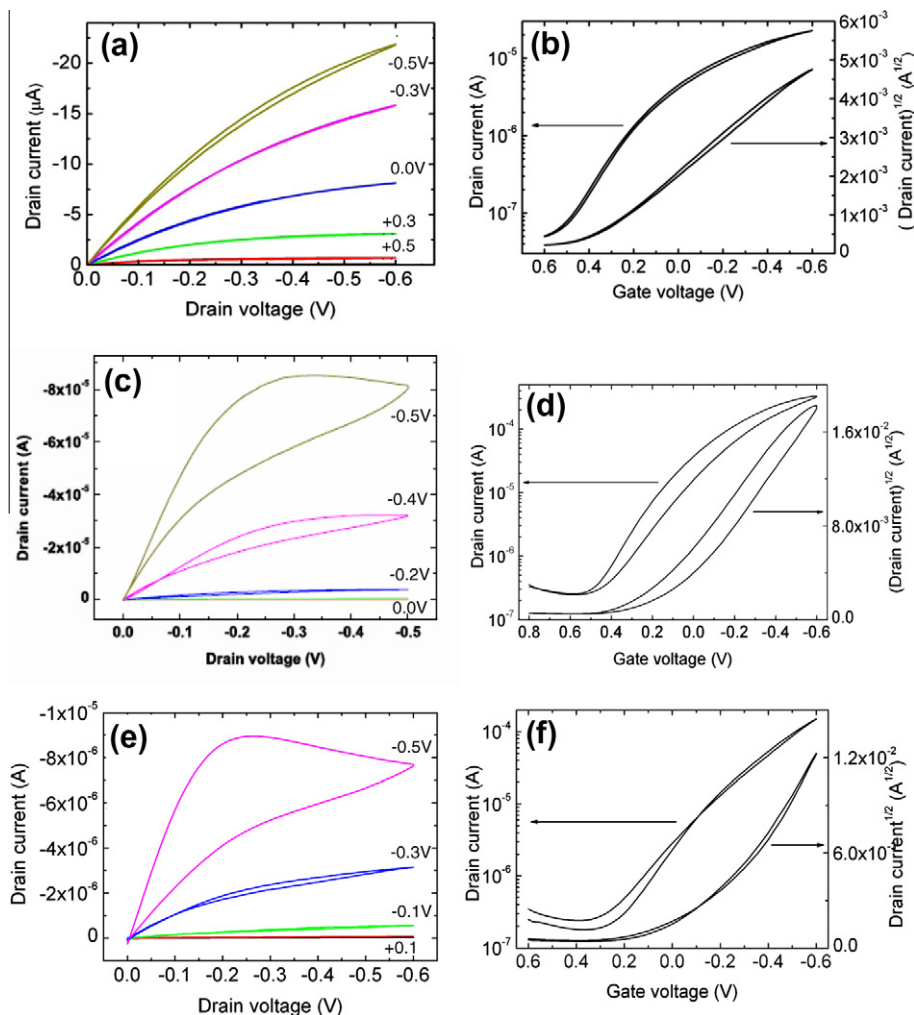 (a)
Drain current (μA)
-20
-15
-10
-5
0
-0.5V
-0.3V
0.0V
+0.3
+0.5
0.0 -0.1 -0.2 -0.3 -0.4 -0.5 -0.6
Drain voltage (V)
(b)
Drain current (A)
10⁻⁵
10⁻⁶
10⁻⁷
6x10⁻³
5x10⁻³
4x10⁻³
3x10⁻³
2x10⁻³
1x10⁻³
0
( Drain current)^1/2 (A^1/2)
0.6 0.4 0.2 0.0 -0.2 -0.4 -0.6
Gate voltage (V)
(c)
Drain current (A)
-8x10⁻⁵
-6x10⁻⁵
-4x10⁻⁵
-2x10⁻⁵
0
-0.5V
-0.4V
-0.2V
0.0V
0.0 -0.1 -0.2 -0.3 -0.4 -0.5
Drain voltage (V)
(d)
Drain current (A)
10⁻⁴
10⁻⁵
10⁻⁶
10⁻⁷
1.6x10⁻²
8.0x10⁻³
0.0
(Drain current)^1/2 (A^1/2)
0.8 0.6 0.4 0.2 0.0 -0.2 -0.4 -0.6
Gate voltage (V)
(e)
Drain current (A)
-1x10⁻⁵
-8x10⁻⁶
-6x10⁻⁶
-4x10⁻⁶
-2x10⁻⁶
0
-0.5V
-0.3V
-0.1V
+0.1
0.0 -0.1 -0.2 -0.3 -0.4 -0.5 -0.6
Drain voltage (V)
(f)
Drain current (A)
10⁻⁴
10⁻⁵
10⁻⁶
10⁻⁷
1.2x10⁻²
0.0
Drain current^1/2 (A^1/2)
0.6 0.4 0.2 0.0 -0.2 -0.4 -0.6
Gate voltage (V)